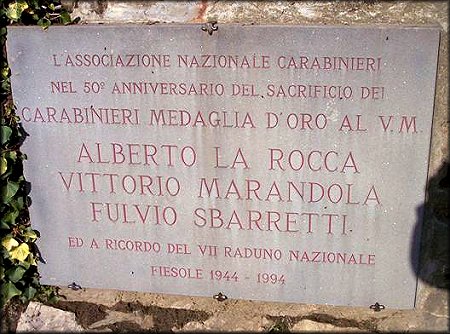 L'ASSOCIAZIONE NAZIONALE CARABINIERI
NEL 50º ANNIVERSARIO DEL SACRIFICIO DEI
CARABINIERI MEDAGLIA D'ORO AL V.M.
ALBERTO LA ROCCA
VITTORIO MARANDOLA
FULVIO SBARRETTI
ED A RICORDO DEL VII RADUNO NAZIONALE
FIESOLE 1944 - 1994